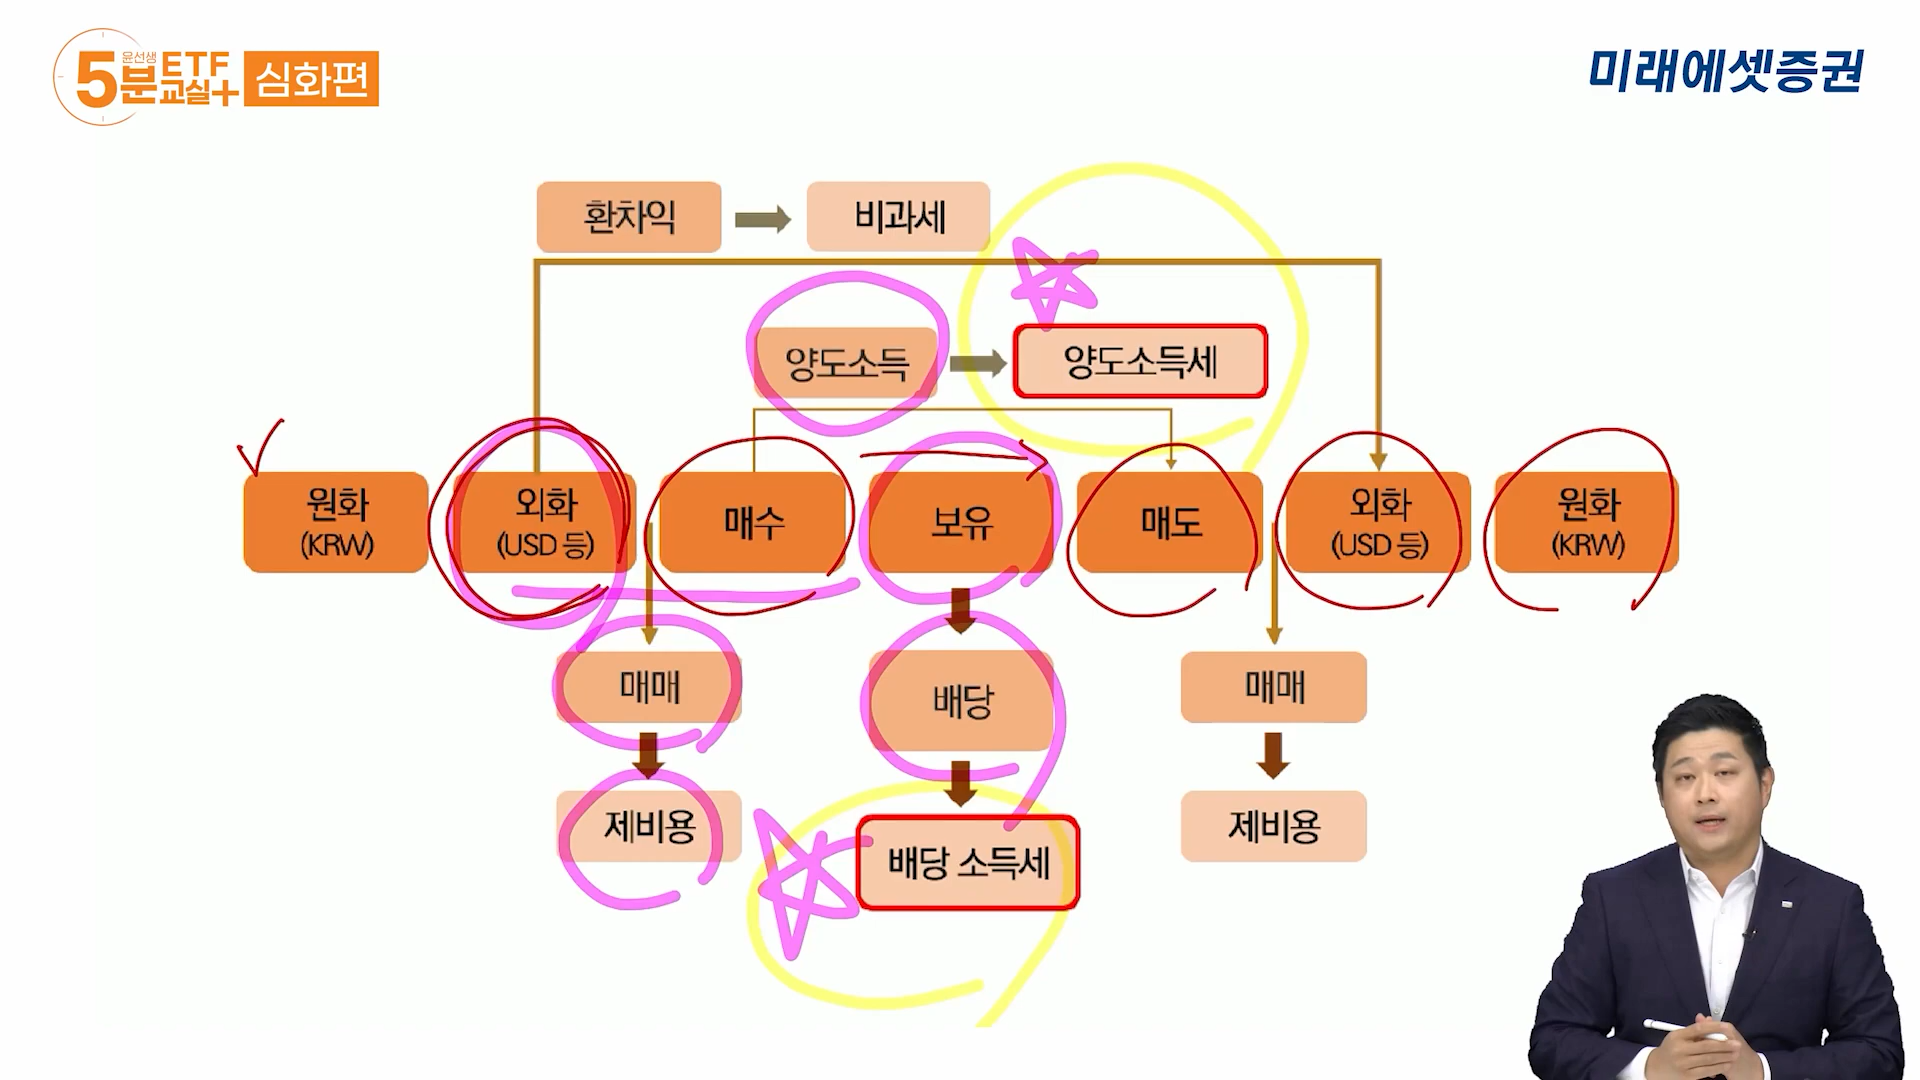 윤선생
5분 ETF 교실+ 심화편
미래에셋증권
환차익
비과세
양도소득
양도소득세
원화
(KRW)
외화
(USD 등)
매수
보유
매도
외화
(USD 등)
원화
(KRW)
매매
배당
매매
제비용
배당 소득세
제비용